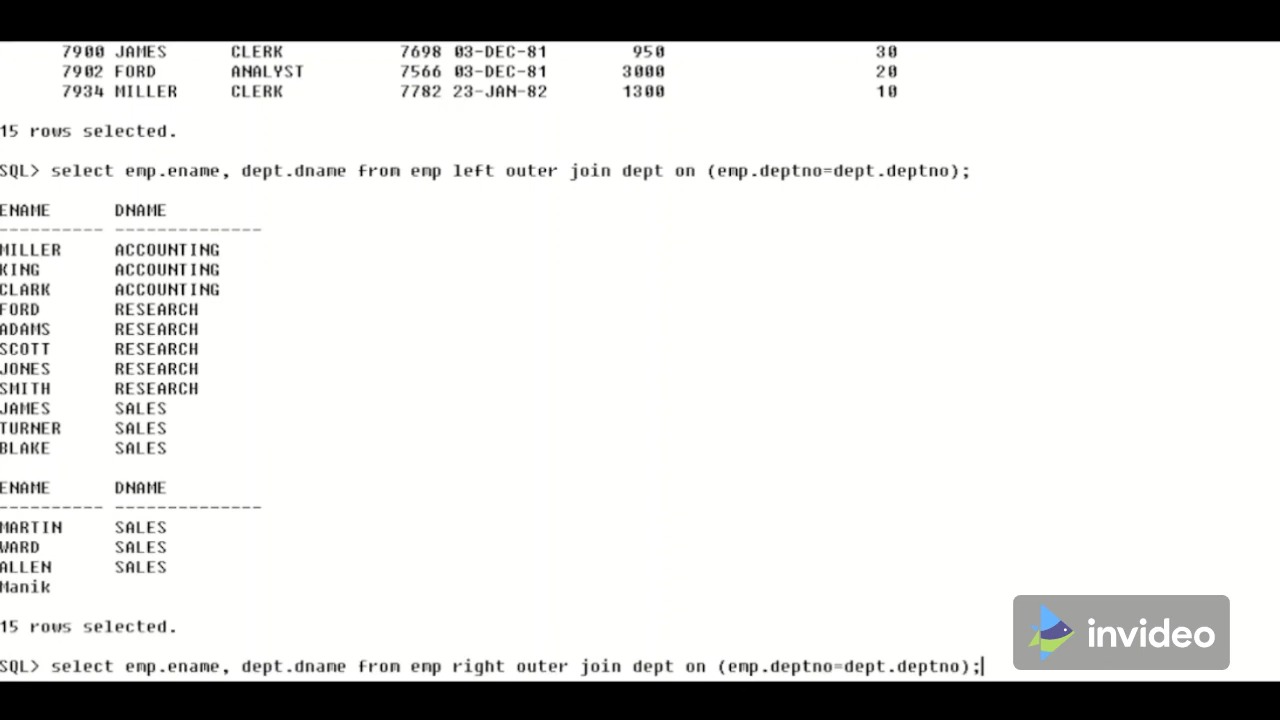 7900 JAMES CLERK 7698 03-DEC-81 950 30
7902 FORD ANALYST 7566 03-DEC-81 3000 20
7934 MILLER CLERK 7782 23-JAN-82 1300 10
15 rows selected.
SQL> select emp.ename, dept.dname from emp left outer join dept on (emp.deptno=dept.deptno);
ENAME DNAME
---------- --------------
MILLER ACCOUNTING
KING ACCOUNTING
CLARK ACCOUNTING
FORD RESEARCH
ADAMS RESEARCH
SCOTT RESEARCH
JONES RESEARCH
SMITH RESEARCH
JAMES SALES
TURNER SALES
BLAKE SALES
ENAME DNAME
---------- --------------
MARTIN SALES
WARD SALES
ALLEN SALES
Manik
15 rows selected.
SQL> select emp.ename, dept.dname from emp right outer join dept on (emp.deptno=dept.deptno);
invideo